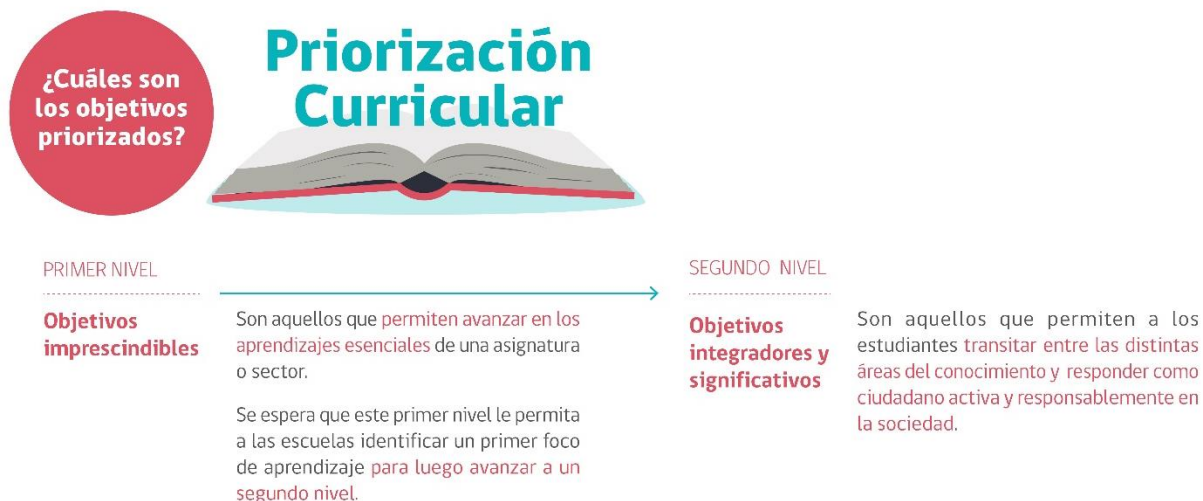 ¿Cuáles son
los objetivos
priorizados?
Priorización
Curricular
PRIMER NIVEL
Objetivos
imprescindibles
Son aquellos que permiten avanzar en los
aprendizajes esenciales de una asignatura
o sector.
Se espera que este primer nivel le permita
a las escuelas identificar un primer foco
de aprendizaje para luego avanzar a un
segundo nivel.
SEGUNDO NIVEL
Objetivos
integradores y
significativos
Son aquellos que permiten a los
estudiantes transitar entre las distintas
áreas del conocimiento y responder como
ciudadano activa y responsablemente en
la sociedad.